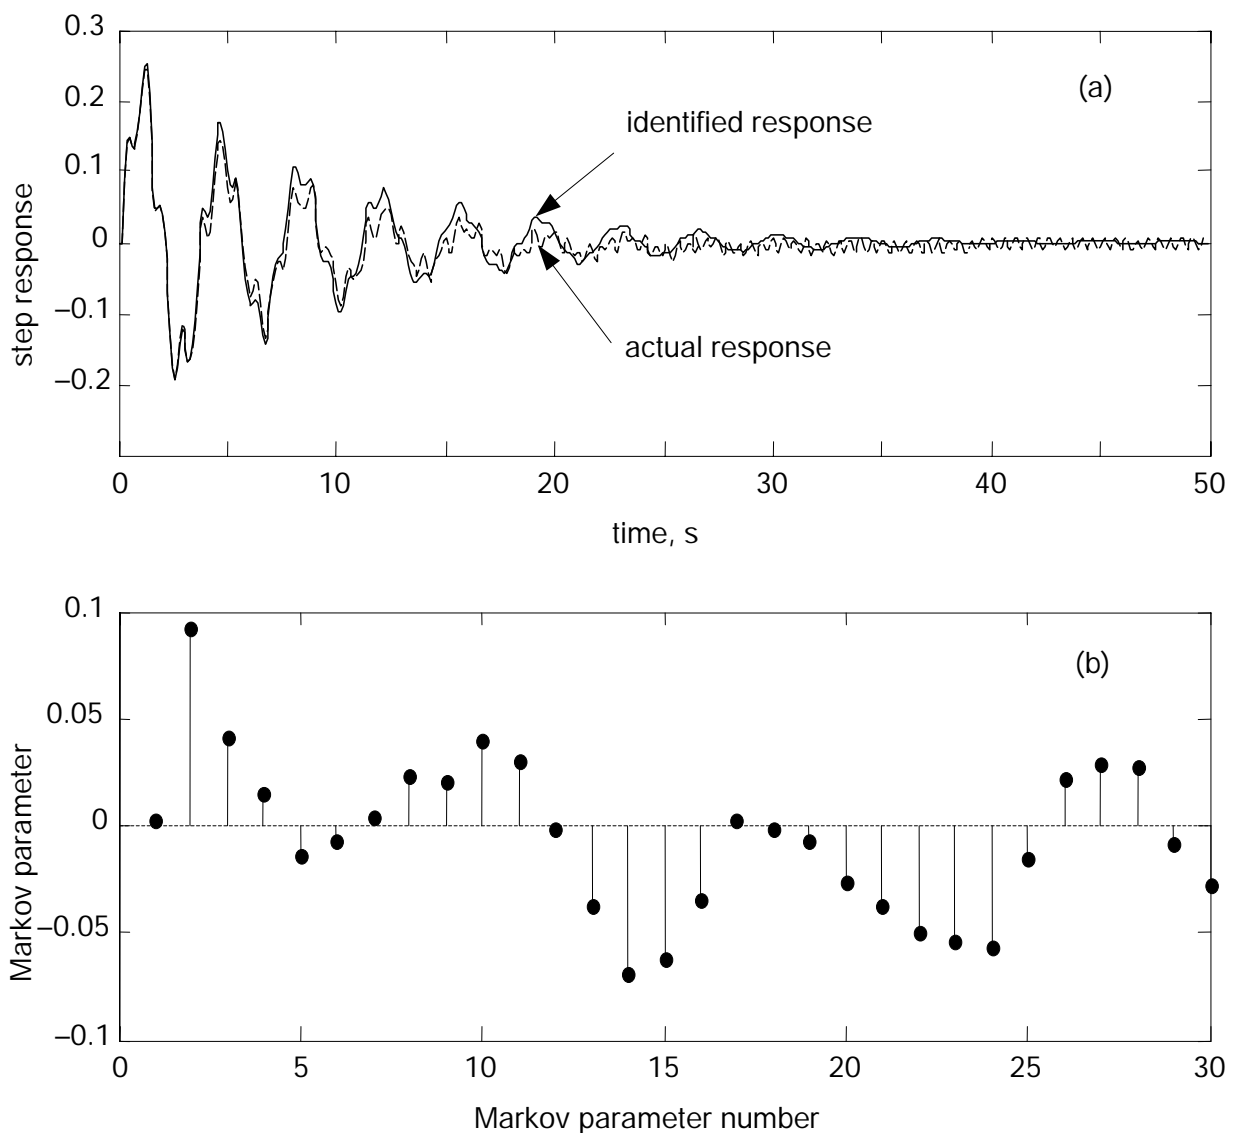 0.3
(a)
0.2
identified response
0.1
step response
0
–0.1
actual response
–0.2
0 10 20 30 40 50
time, s
0.1
(b)
0.05
Markov parameter
0
–0.05
–0.1
0 5 10 15 20 25 30
Markov parameter number